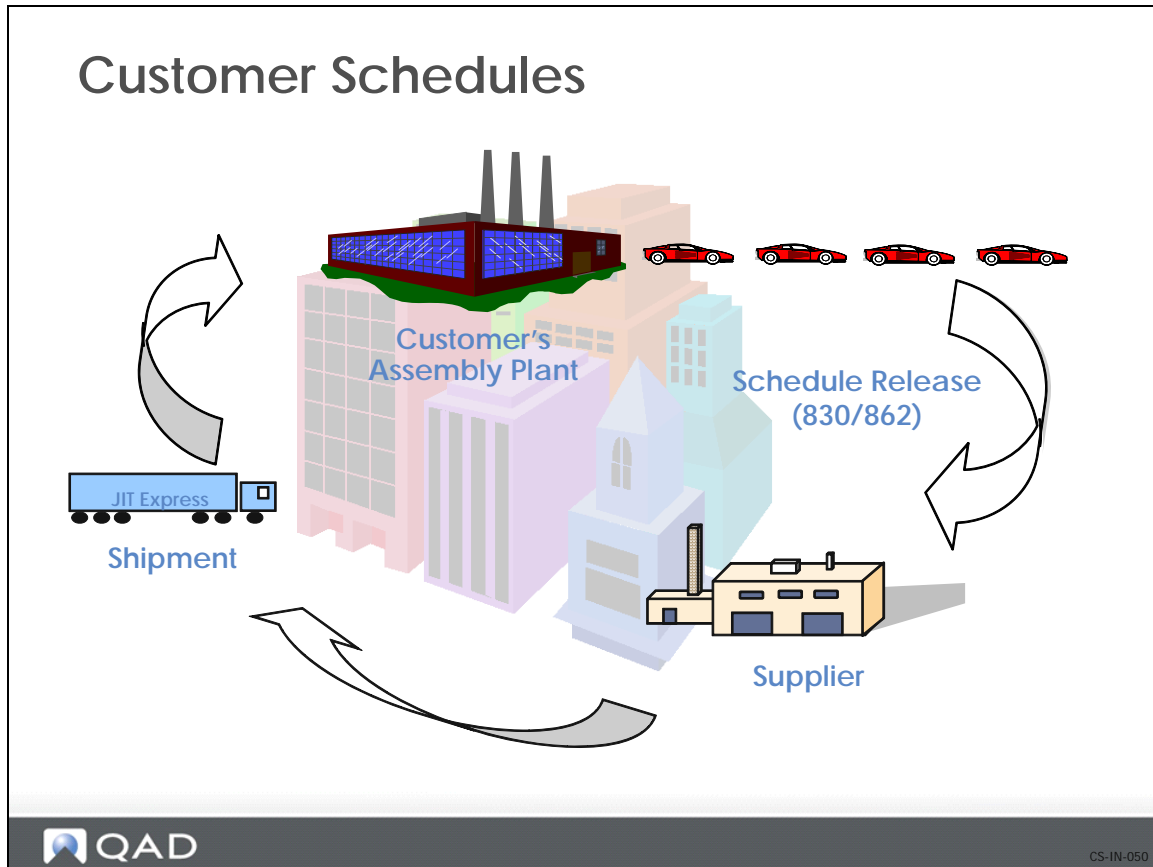 Customer Schedules
Customer's
Assembly Plant
Schedule Release
(830/862)
JIT Express
Shipment
Supplier
QAD
CS-IN-050